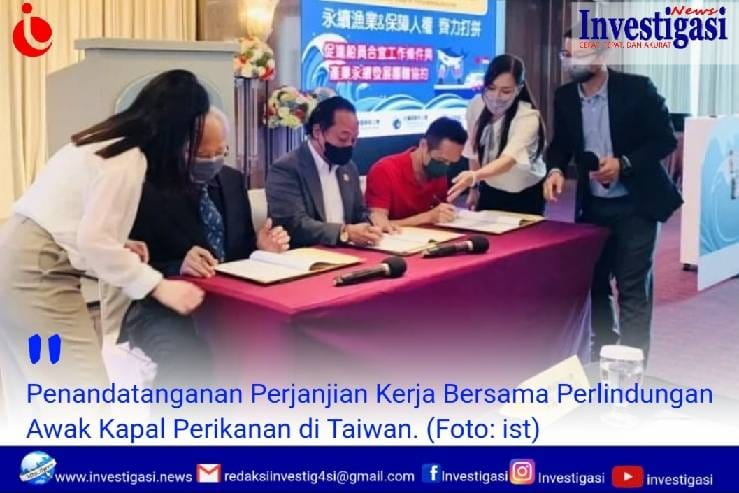 News
Investigasi
CEPAT, TEPAT, DAN AKURAT
永續漁業&保障人權 齊力打拼
促進船員合宜工作條件與
產業永續發展團體協約
Penandatanganan Perjanjian Kerja Bersama Perlindungan
Awak Kapal Perikanan di Taiwan. (Foto: ist)
www.investigasi.news redaksiinvestig4si@gmail.com Investigasi Investigasi investigasi